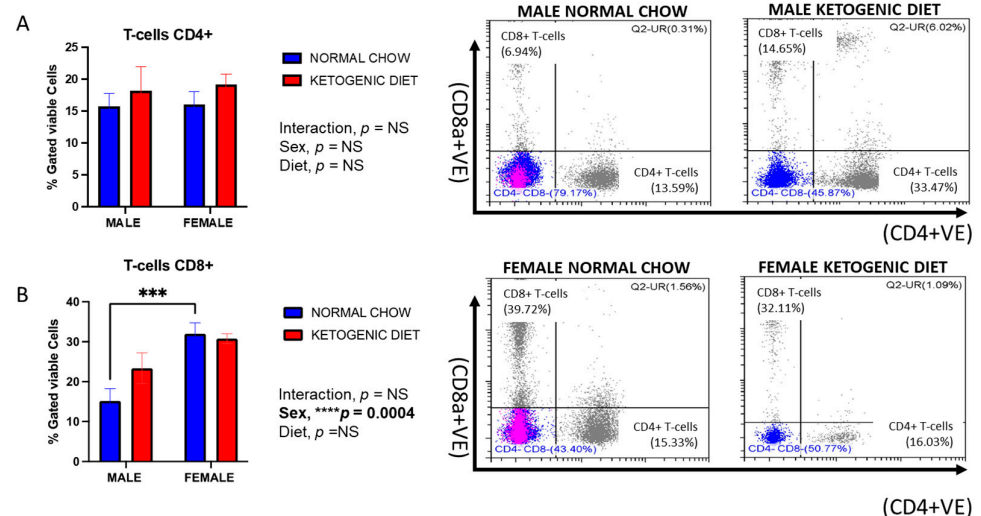 A
T-cells CD4+
% Gated viable Cells
25
20
15
10
5
0
MALE
FEMALE
NORMAL CHOW
KETOGENIC DIET
Interaction, p = NS
Sex, p = NS
Diet, p = NS
MALE NORMAL CHOW
CD8+ T-cells
(6.94%)
Q2-UR(0.31%)
CD4+ T-cells
(13.59%)
CD4- CD8-(79.17%)
(CD8a+VE)
MALE KETOGENIC DIET
CD8+ T-cells
(14.65%)
Q2-UR(6.02%)
CD4+ T-cells
(33.47%)
CD4- CD8-(45.87%)
(CD4+VE)
B
T-cells CD8+
% Gated viable Cells
40
30
20
10
0
***
MALE
FEMALE
NORMAL CHOW
KETOGENIC DIET
Interaction, p = NS
Sex, ****p = 0.0004
Diet, p =NS
FEMALE NORMAL CHOW
CD8+ T-cells
(39.72%)
Q2-UR(1.56%)
CD4+ T-cells
(15.33%)
CD4- CD8-(43.40%)
(CD8a+VE)
FEMALE KETOGENIC DIET
CD8+ T-cells
(32.11%)
Q2-UR(1.09%)
CD4+ T-cells
(16.03%)
CD4- CD8-(50.77%)
(CD4+VE)